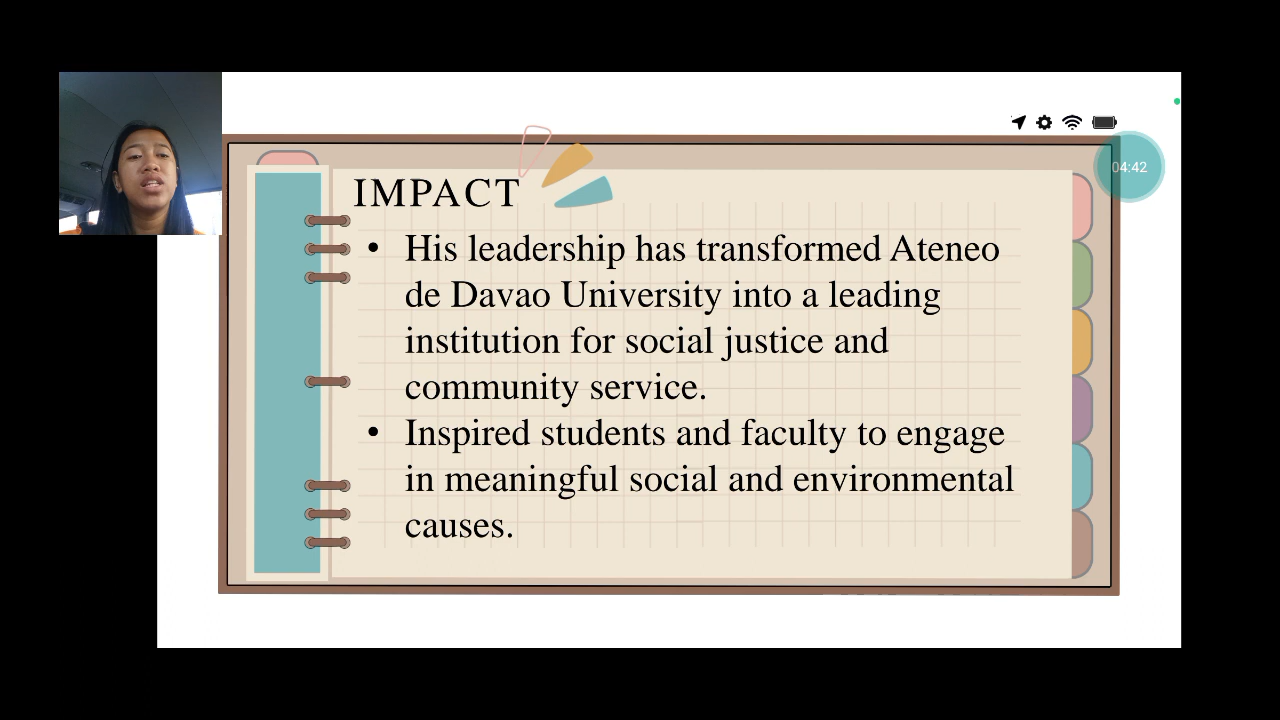 04:42
IMPACT
• His leadership has transformed Ateneo
de Davao University into a leading
institution for social justice and
community service.
• Inspired students and faculty to engage
in meaningful social and environmental
causes.